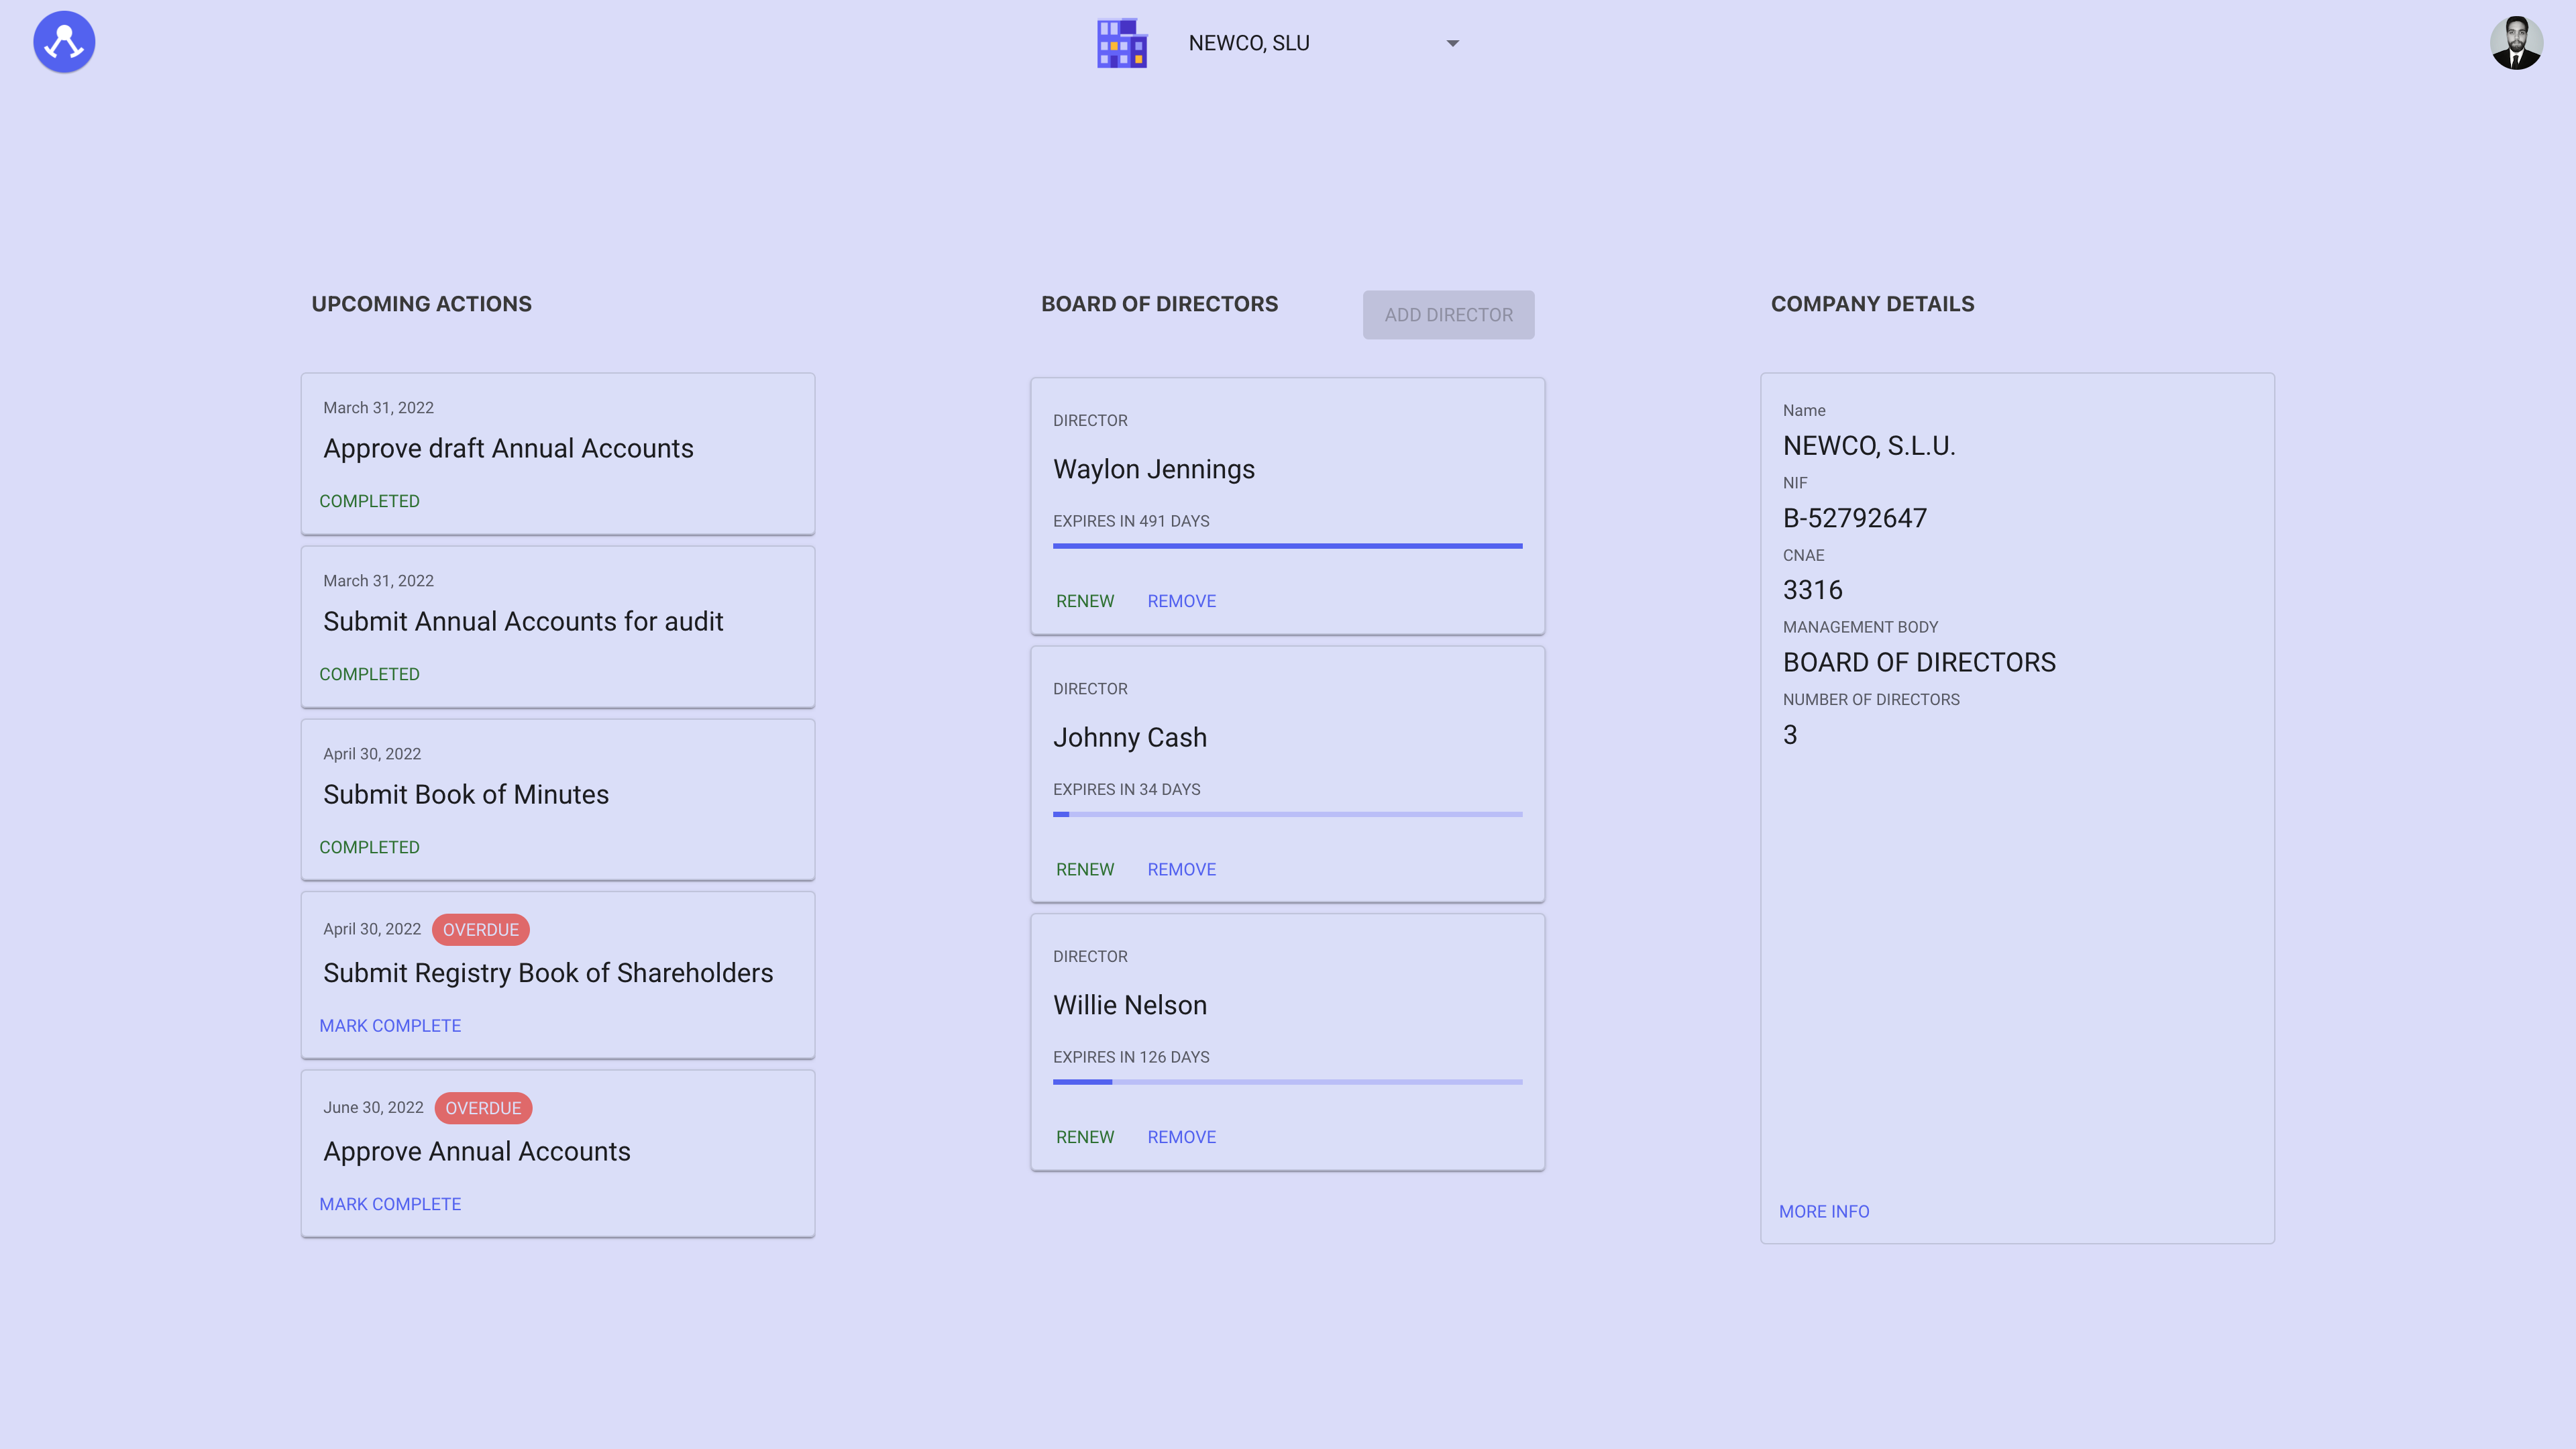 NEWCO, SLU
UPCOMING ACTIONS
March 31, 2022
Approve draft Annual Accounts
COMPLETED
March 31, 2022
Submit Annual Accounts for audit
COMPLETED
April 30, 2022
Submit Book of Minutes
COMPLETED
April 30, 2022 OVERDUE
Submit Registry Book of Shareholders
MARK COMPLETE
June 30, 2022 OVERDUE
Approve Annual Accounts
MARK COMPLETE
BOARD OF DIRECTORS
ADD DIRECTOR
DIRECTOR
Waylon Jennings
EXPIRES IN 491 DAYS
RENEW REMOVE
DIRECTOR
Johnny Cash
EXPIRES IN 34 DAYS
RENEW REMOVE
DIRECTOR
Willie Nelson
EXPIRES IN 126 DAYS
RENEW REMOVE
COMPANY DETAILS
Name
NEWCO, S.L.U.
NIF
B-52792647
CNAE
3316
MANAGEMENT BODY
BOARD OF DIRECTORS
NUMBER OF DIRECTORS
3
MORE INFO